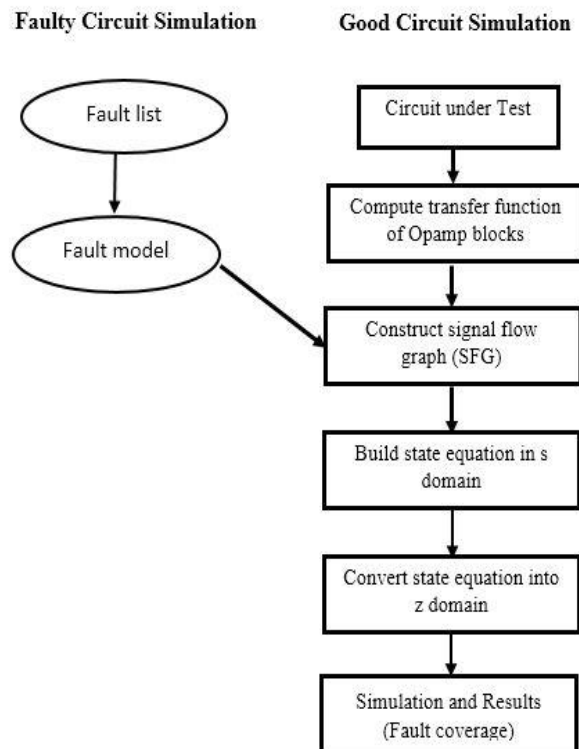 Faulty Circuit Simulation
Good Circuit Simulation
Fault list
Fault model
Circuit under Test
Compute transfer function
of Opamp blocks
Construct signal flow
graph (SFG)
Build state equation in s
domain
Convert state equation into
z domain
Simulation and Results
(Fault coverage)